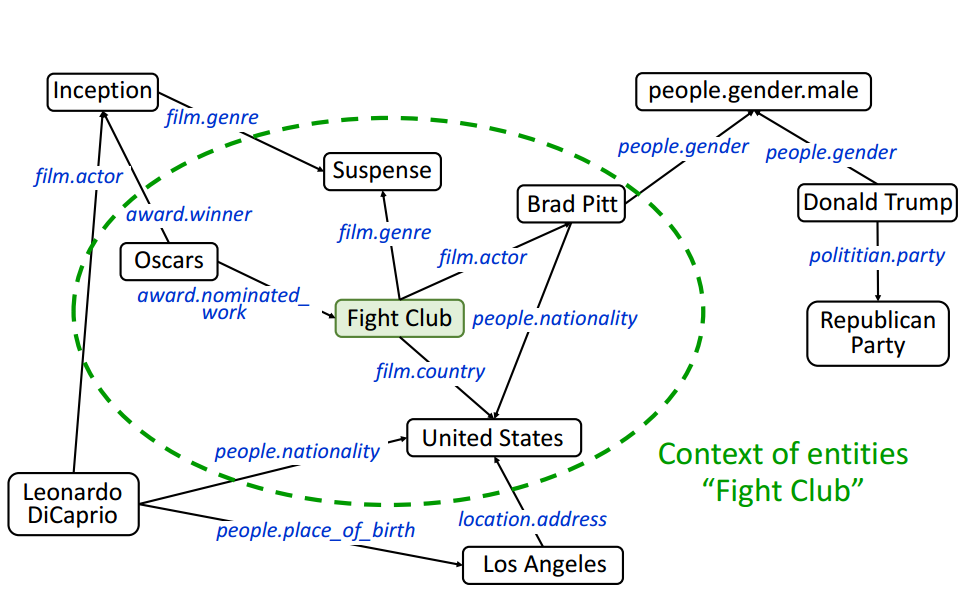 Inception
people.gender.male
film.genre
people.gender
people.gender
film.actor
Suspense
Brad Pitt
Donald Trump
award.winner
film.genre
Oscars
film.actor
polititian.party
award.nominated_
work
Fight Club
people.nationality
Republican
Party
film.country
United States
people.nationality
Context of entities
“Fight Club”
Leonardo
DiCaprio
people.place_of_birth
location.address
Los Angeles